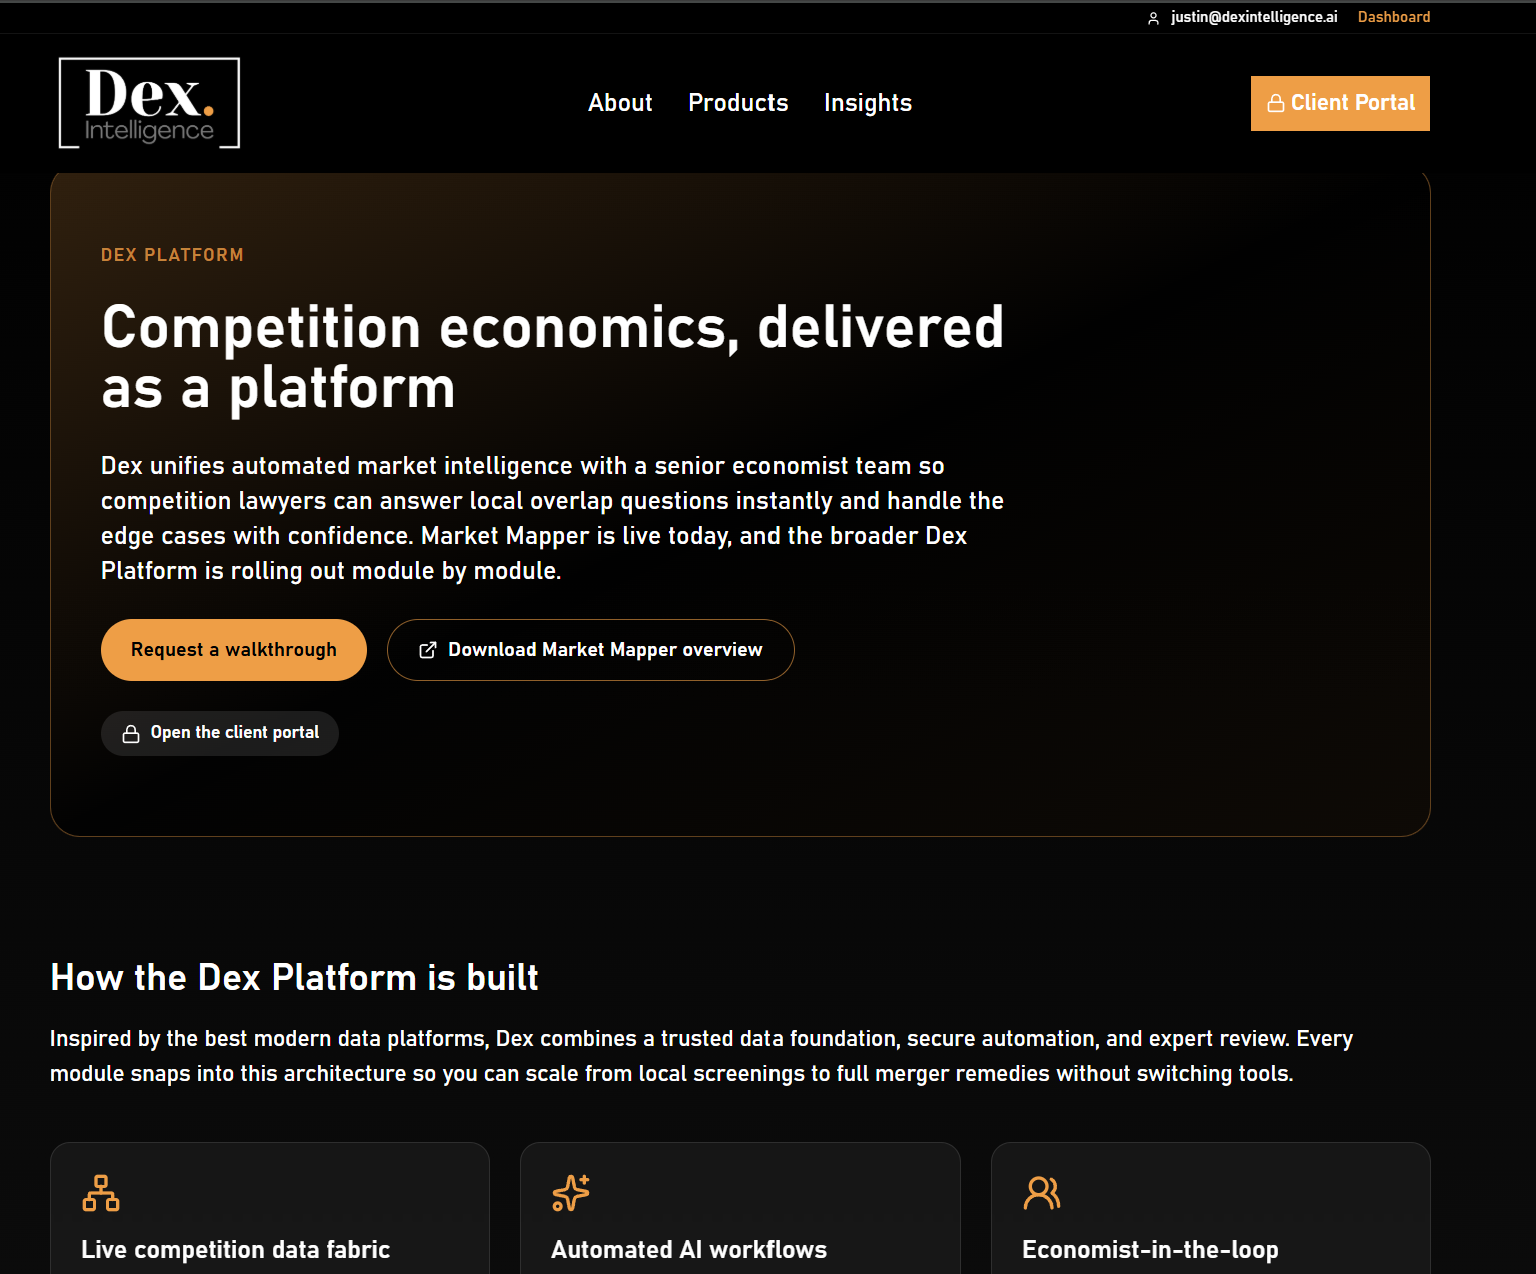 justin@dexintelligence.ai Dashboard
Dex.
Intelligence
About Products Insights
Client Portal
DEX PLATFORM
Competition economics, delivered
as a platform
Dex unifies automated market intelligence with a senior economist team so
competition lawyers can answer local overlap questions instantly and handle the
edge cases with confidence. Market Mapper is live today, and the broader Dex
Platform is rolling out module by module.
Request a walkthrough
Download Market Mapper overview
Open the client portal
How the Dex Platform is built
Inspired by the best modern data platforms, Dex combines a trusted data foundation, secure automation, and expert review. Every
module snaps into this architecture so you can scale from local screenings to full merger remedies without switching tools.
Live competition data fabric
Automated AI workflows
Economist-in-the-loop